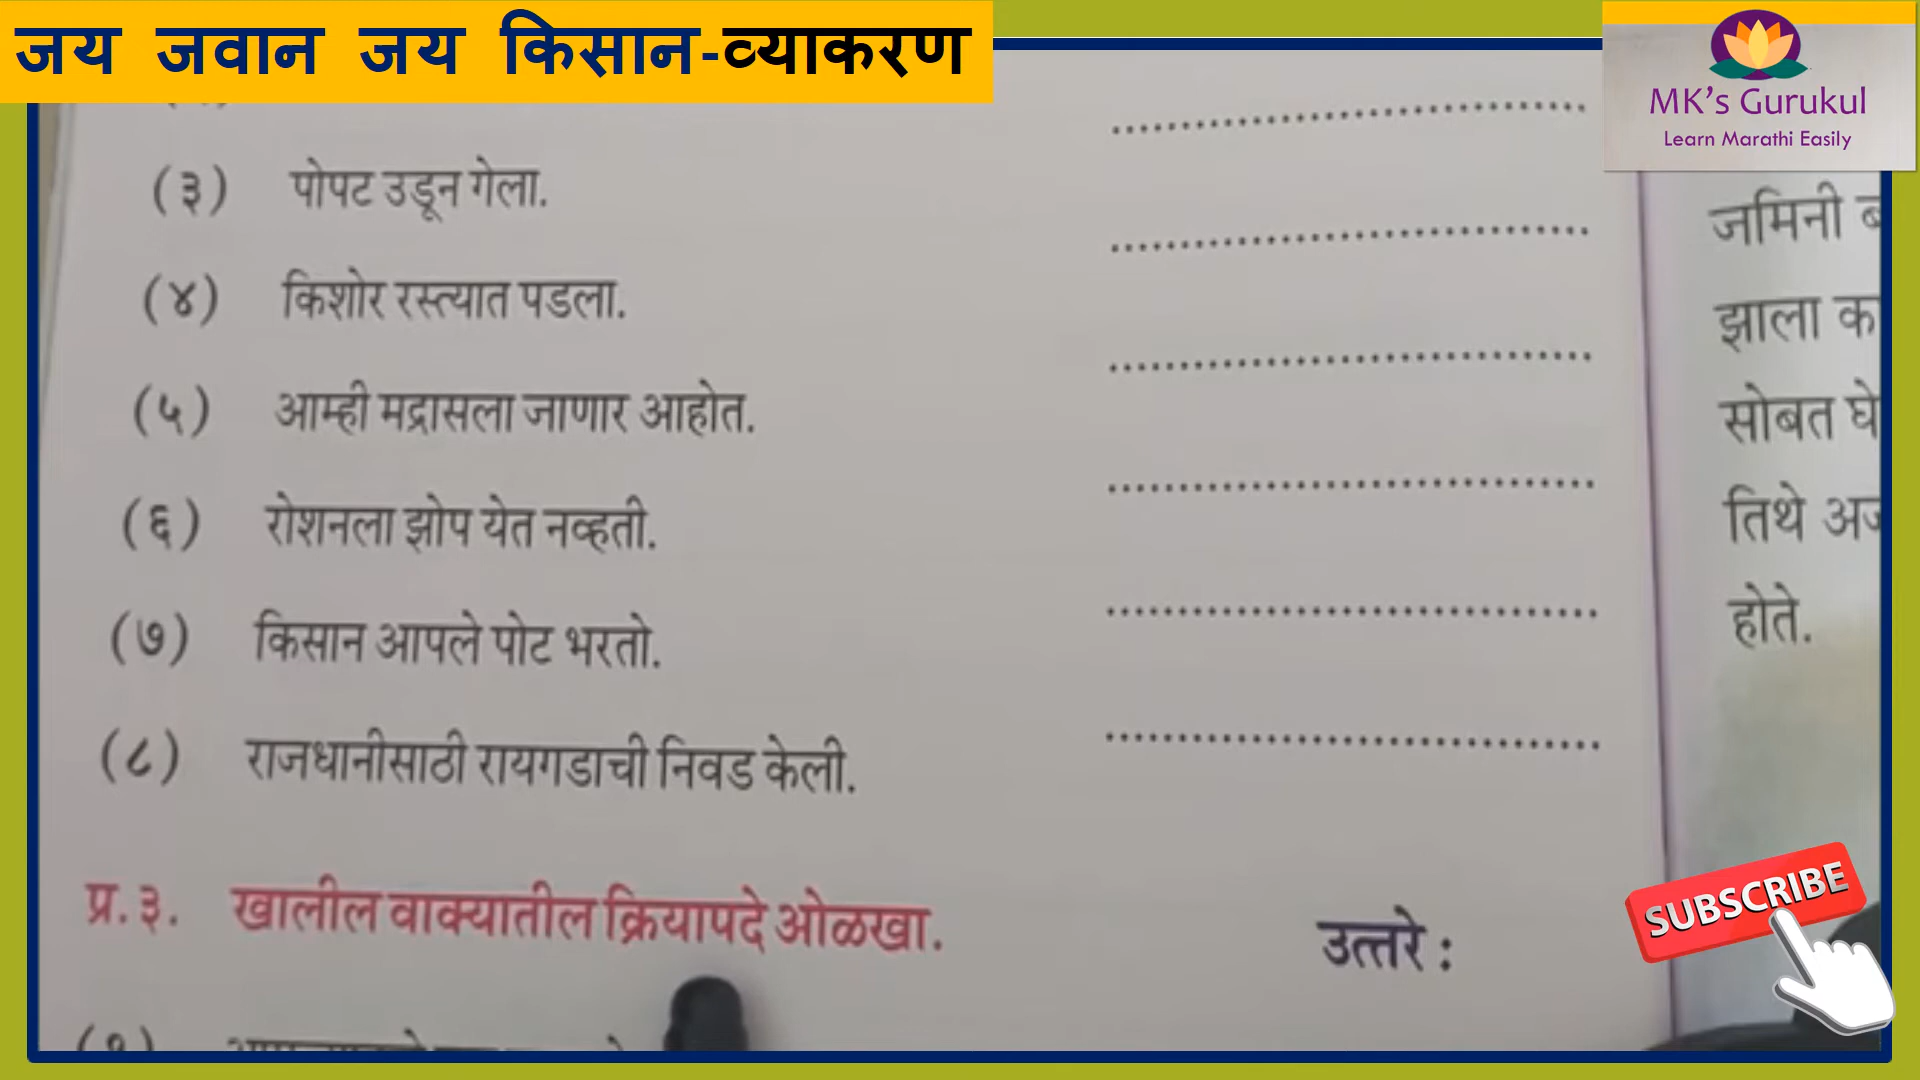 जय जवान जय किसान-व्याकरण
MK's Gurukul
Learn Marathi Easily
(३) पोपट उडून गेला.
(४) किशोर रस्त्यात पडला.
(५) आम्ही मद्रासला जाणार आहोत.
(६) रोशनला झोप येत नव्हती.
(७) किसान आपले पोट भरतो.
(८) राजधानीसाठी रायगडाची निवड केली.
प्र.३. खालील वाक्यातील क्रियापदे ओळखा. उत्तरे :
जमिनी
झाला
सोबत
तिथे
होते.
SUBSCRIBE